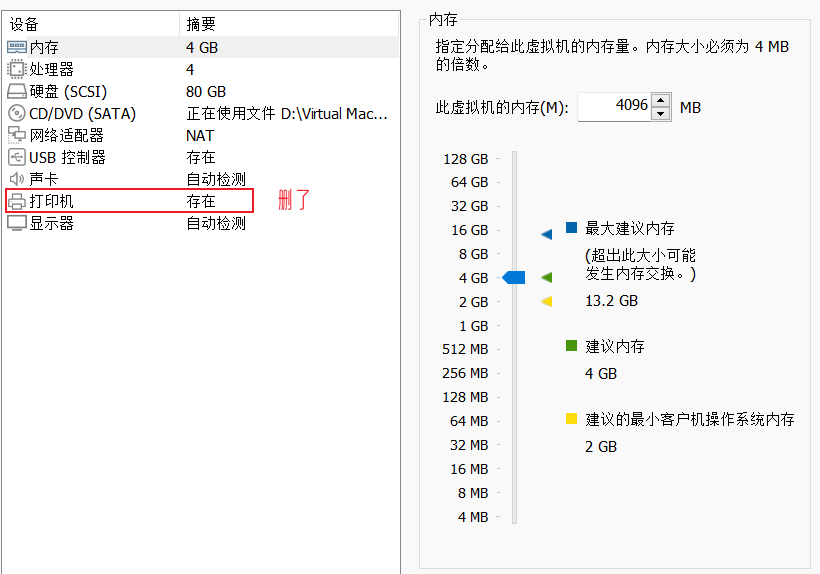 设备 摘要
内存 4 GB
处理器 4
硬盘 (SCSI) 80 GB
CD/DVD (SATA) 正在使用文件 D:\Virtual Mac...
网络适配器 NAT
USB 控制器 存在
声卡 自动检测
打印机 存在 删了
显示器 自动检测
内存
指定分配给此虚拟机的内存量。内存大小必须为 4 MB
的倍数。
此虚拟机的内存(M): 4096 MB
128 GB
64 GB
32 GB
16 GB
8 GB
4 GB
2 GB
1 GB
512 MB
256 MB
128 MB
64 MB
32 MB
16 MB
8 MB
4 MB
最大建议内存
(超出此大小可能
发生内存交换。)
13.2 GB
建议内存
4 GB
建议的最小客户机操作系统内存
2 GB